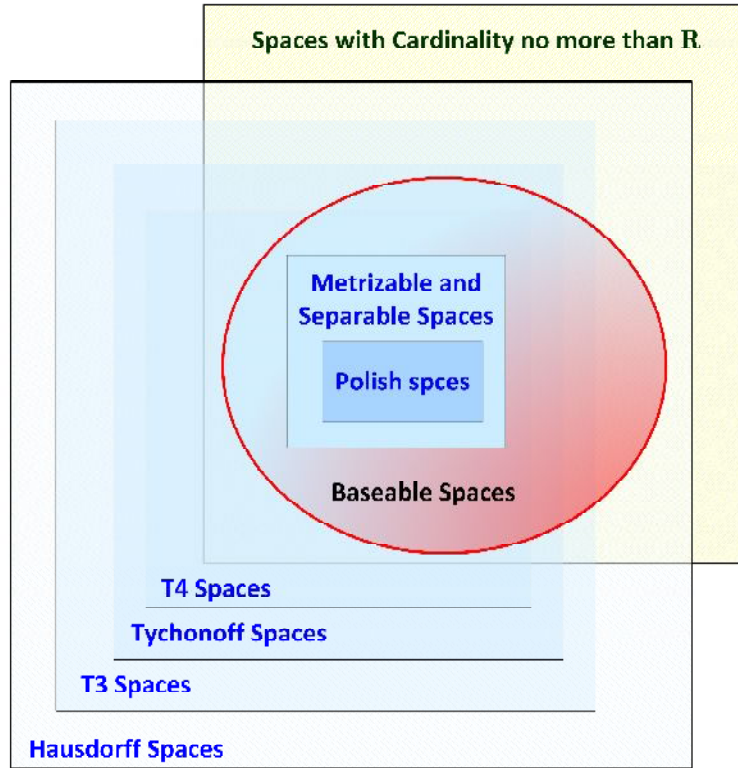 Spaces with Cardinality no more than R.
Metrizable and
Separable Spaces
Polish spces
Baseable Spaces
T4 Spaces
Tychonoff Spaces
T3 Spaces
Hausdorff Spaces